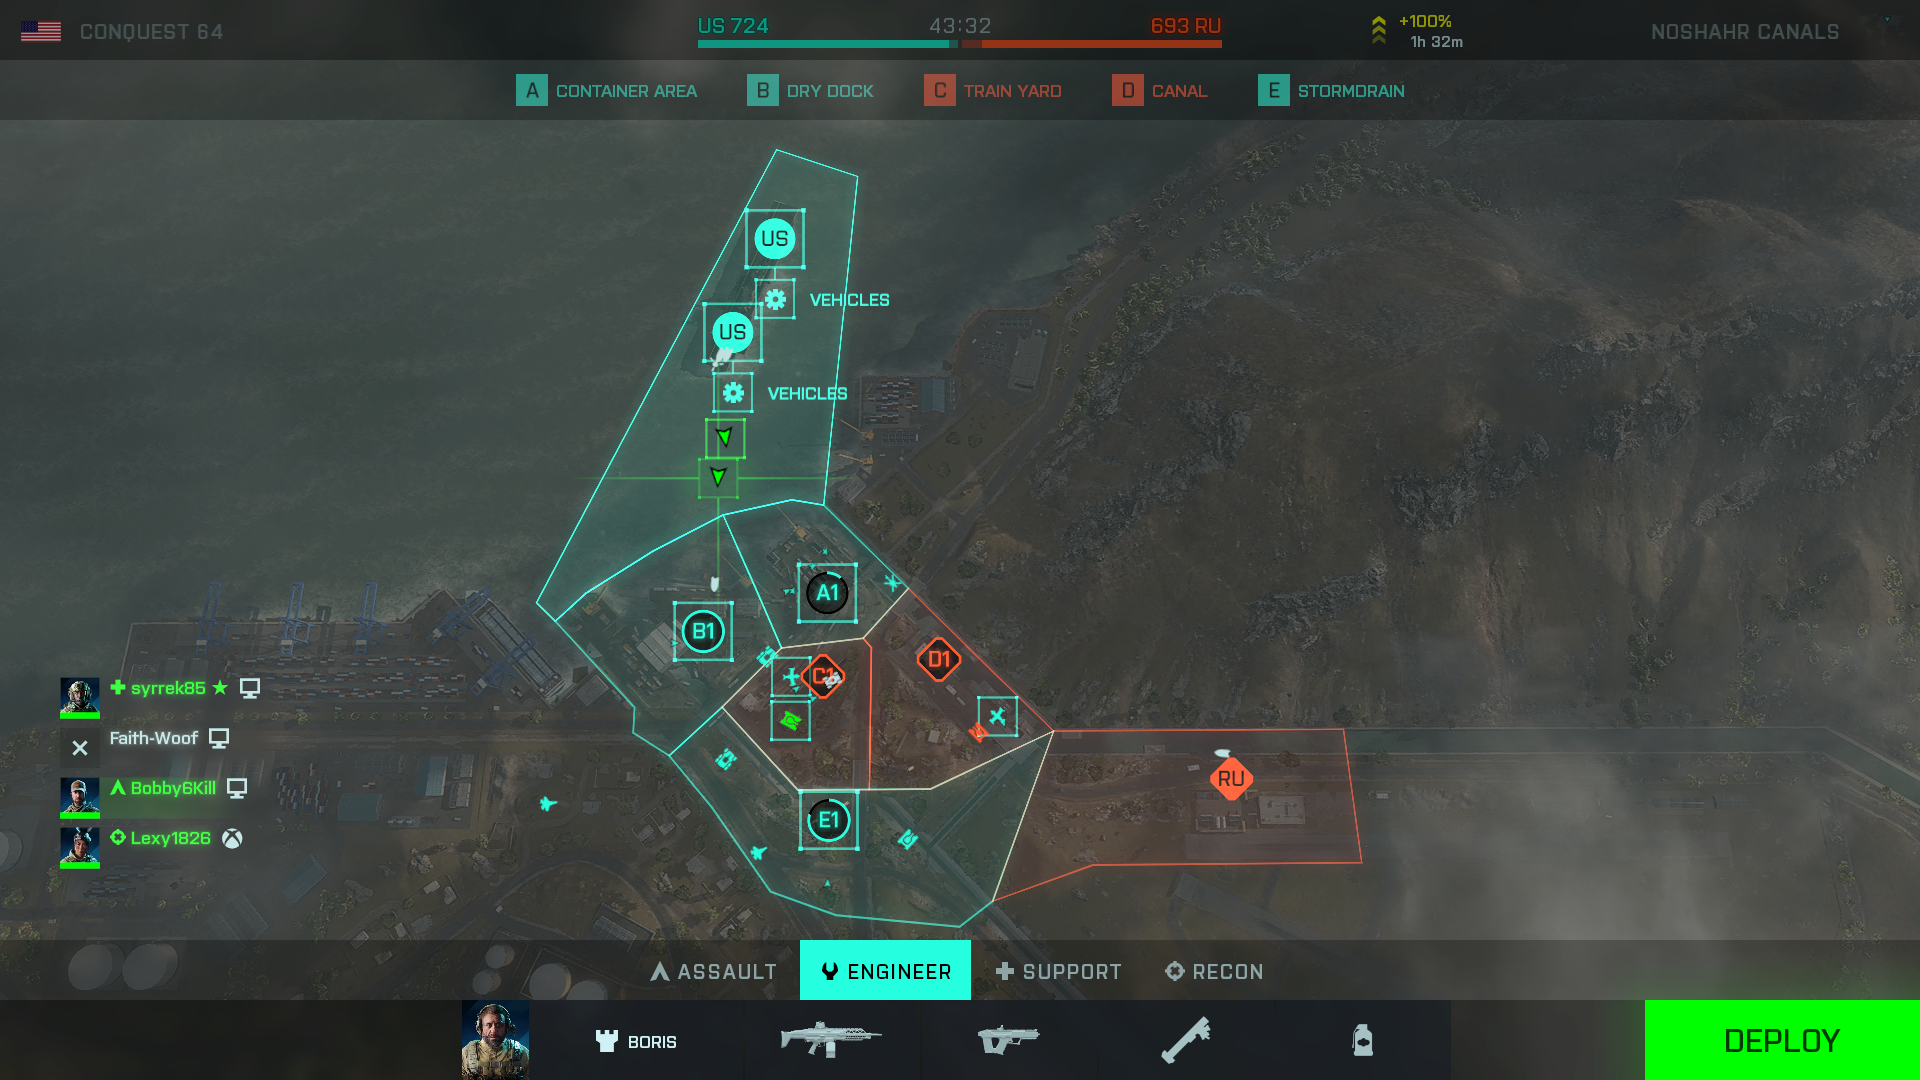 CONQUEST 64
US 724
43:32
693 RU
+100%
1h 32m
NOSHAHR CANALS
A CONTAINER AREA
B DRY DOCK
C TRAIN YARD
D CANAL
E STORMDRAIN
US
VEHICLES
US
VEHICLES
A1
B1
C1
D1
RU
E1
syrrek85
Faith-Woof
Bobby6Kill
Lexy1826
ASSAULT
ENGINEER
SUPPORT
RECON
BORIS
DEPLOY